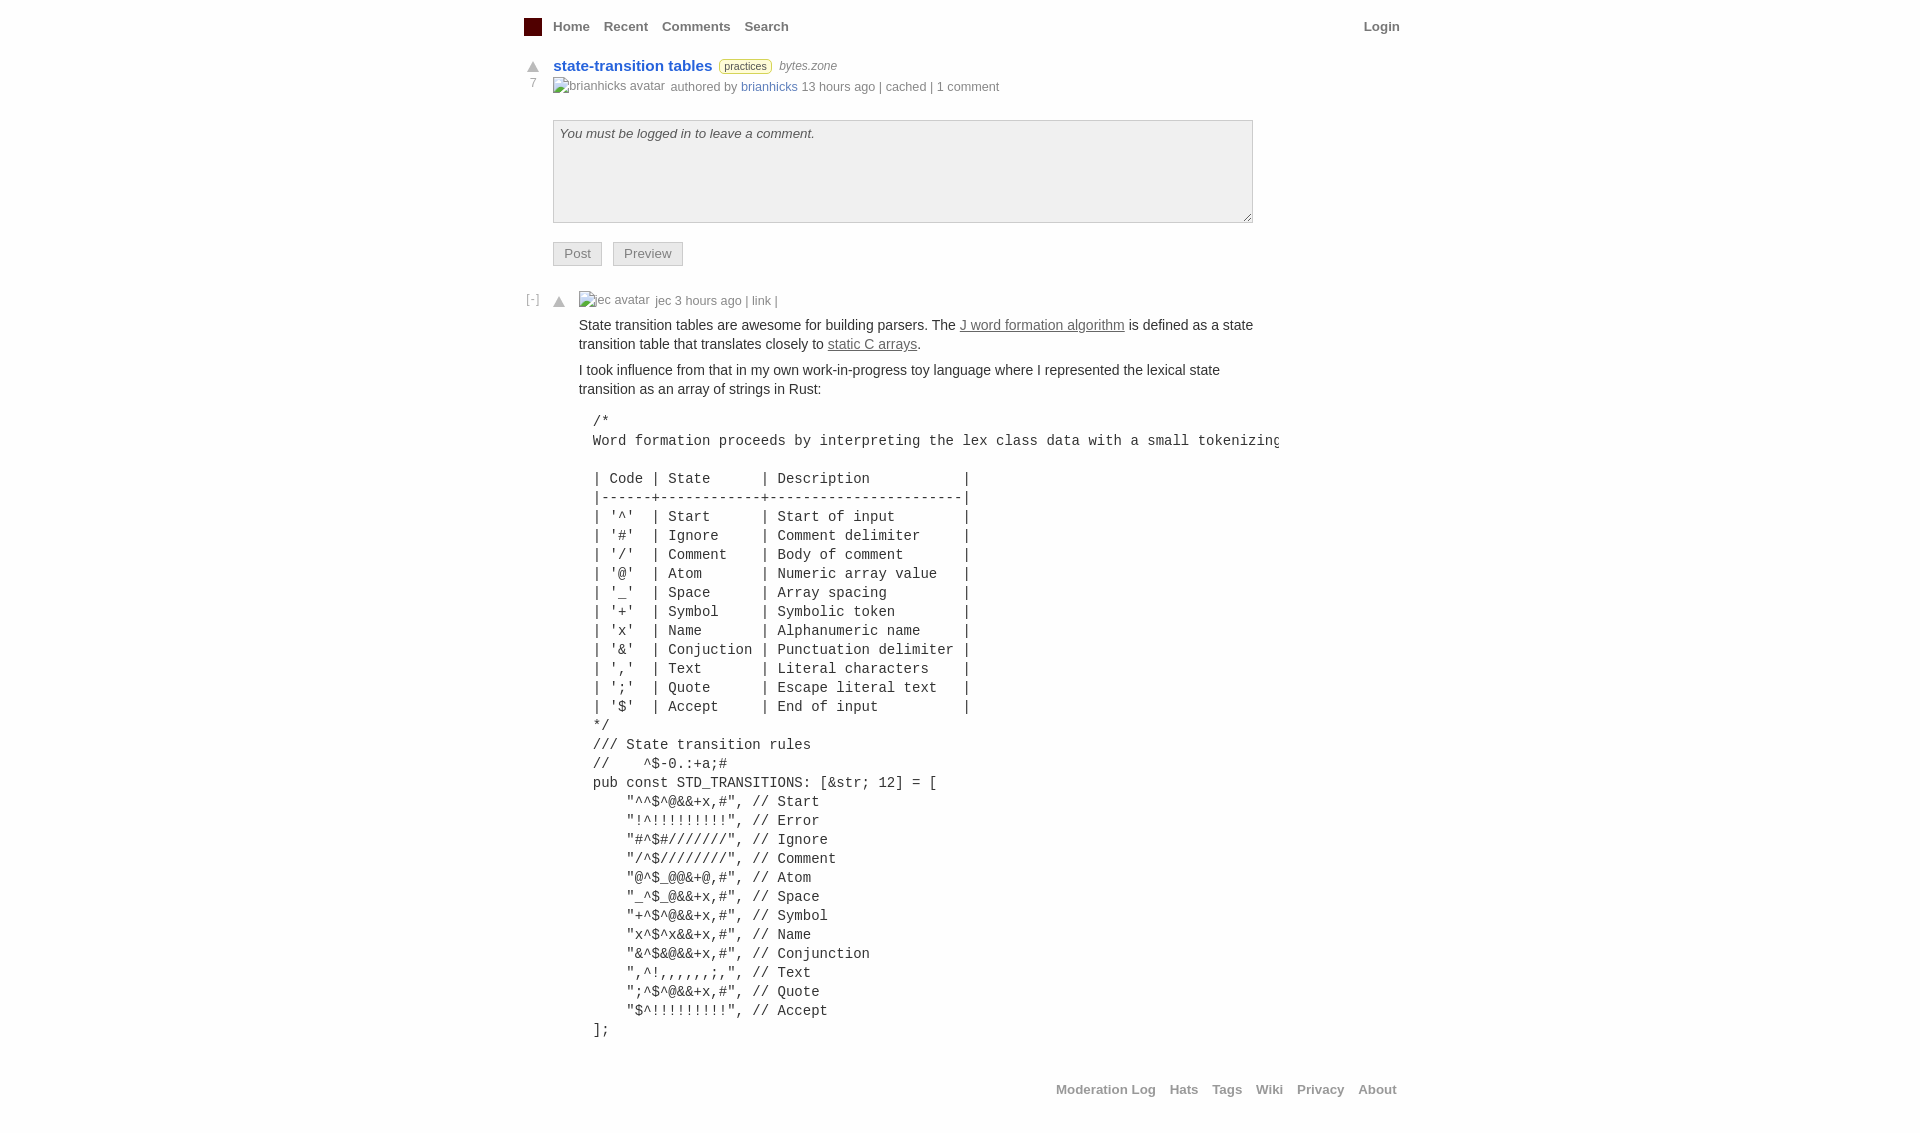 Home Recent Comments Search Login
state-transition tables practices bytes.zone
7
brianhicks avatar authored by brianhicks 13 hours ago | cached | 1 comment
You must be logged in to leave a comment.
Post Preview
[-] jec avatar jec 3 hours ago | link |
State transition tables are awesome for building parsers. The J word formation algorithm is defined as a state
transition table that translates closely to static C arrays.
I took influence from that in my own work-in-progress toy language where I represented the lexical state
transition as an array of strings in Rust:
/*
Word formation proceeds by interpreting the lex class data with a small tokenizing
| Code | State      | Description           |
|------+------------+-----------------------|
| '^'  | Start      | Start of input        |
| '#'  | Ignore     | Comment delimiter     |
| '/'  | Comment    | Body of comment       |
| '@'  | Atom       | Numeric array value   |
| '_'  | Space      | Array spacing         |
| '+'  | Symbol     | Symbolic token        |
| 'x'  | Name       | Alphanumeric name     |
| '&'  | Conjuction | Punctuation delimiter |
| ','  | Text       | Literal characters    |
| ';'  | Quote      | Escape literal text   |
| '$'  | Accept     | End of input          |
*/
/// State transition rules
//    ^$-0.:+a;#
pub const STD_TRANSITIONS: [&str; 12] = [
    "^^$^@&&+x,#", // Start
    "!^!!!!!!!!!", // Error
    "#^$#///////", // Ignore
    "/^$////////", // Comment
    "@^$_@@&+@,#", // Atom
    "_^$_@&&+x,#", // Space
    "+^$^@&&+x,#", // Symbol
    "x^$^x&&+x,#", // Name
    "&^$&@&&+x,#", // Conjunction
    ",^!,,,,,,;,", // Text
    ";^$^@&&+x,#", // Quote
    "$^!!!!!!!!!", // Accept
];
Moderation Log Hats Tags Wiki Privacy About